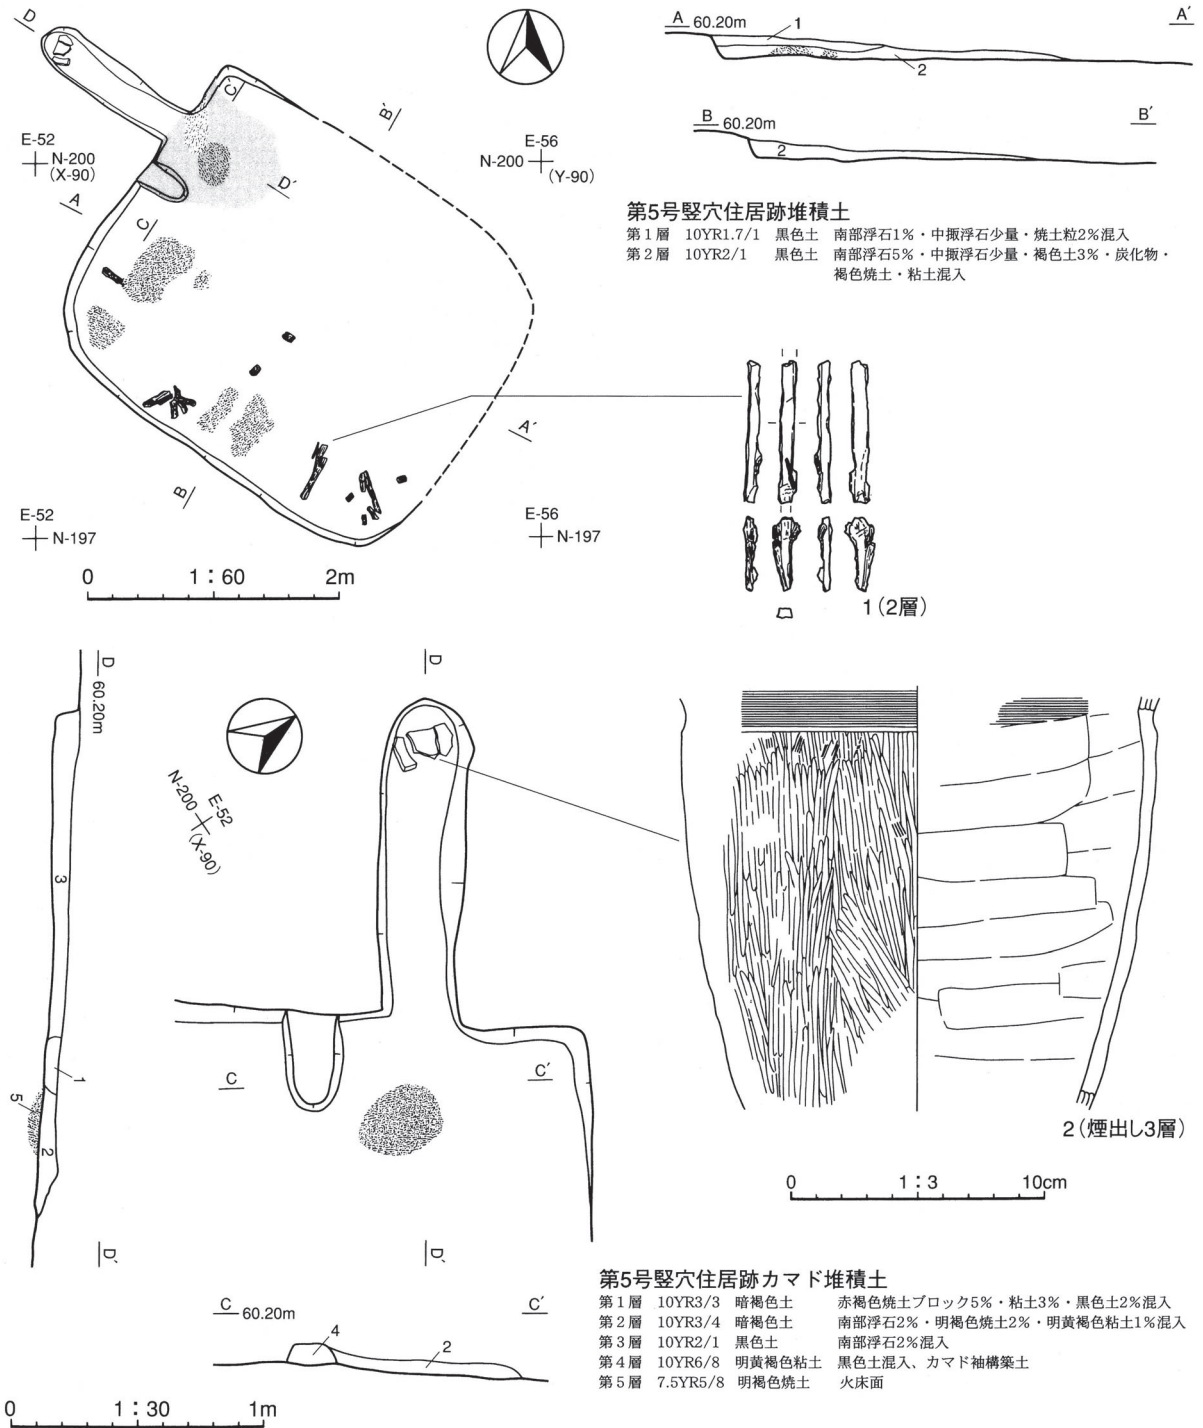 D
E-52
N-200
(X-90)
A
C
C'
D'
B'
E-56
N-200
(Y-90)
A'
B
E-52
N-197
E-56
N-197
0 1:60 2m
A 60.20m
A'
1
2
B 60.20m
B'
2
第5号竪穴住居跡堆積土
第1層 10YR1.7/1 黒色土 南部浮石1%・中掫浮石少量・焼土粒2%混入
第2層 10YR2/1 黒色土 南部浮石5%・中掫浮石少量・褐色土3%・炭化物・
褐色焼土・粘土混入
1(2層)
D
60.20m
3
1
5
2
D'
D
N-200
E-52
(X-90)
C
C'
D'
2(煙出し3層)
0 1:3 10cm
C 60.20m
C'
4
2
0 1:30 1m
第5号竪穴住居跡カマド堆積土
第1層 10YR3/3 暗褐色土 赤褐色焼土ブロック5%・粘土3%・黒色土2%混入
第2層 10YR3/4 暗褐色土 南部浮石2%・明褐色焼土2%・明黄褐色粘土1%混入
第3層 10YR2/1 黒色土 南部浮石2%混入
第4層 10YR6/8 明黄褐色粘土 黒色土混入、カマド袖構築土
第5層 7.5YR5/8 明褐色焼土 火床面